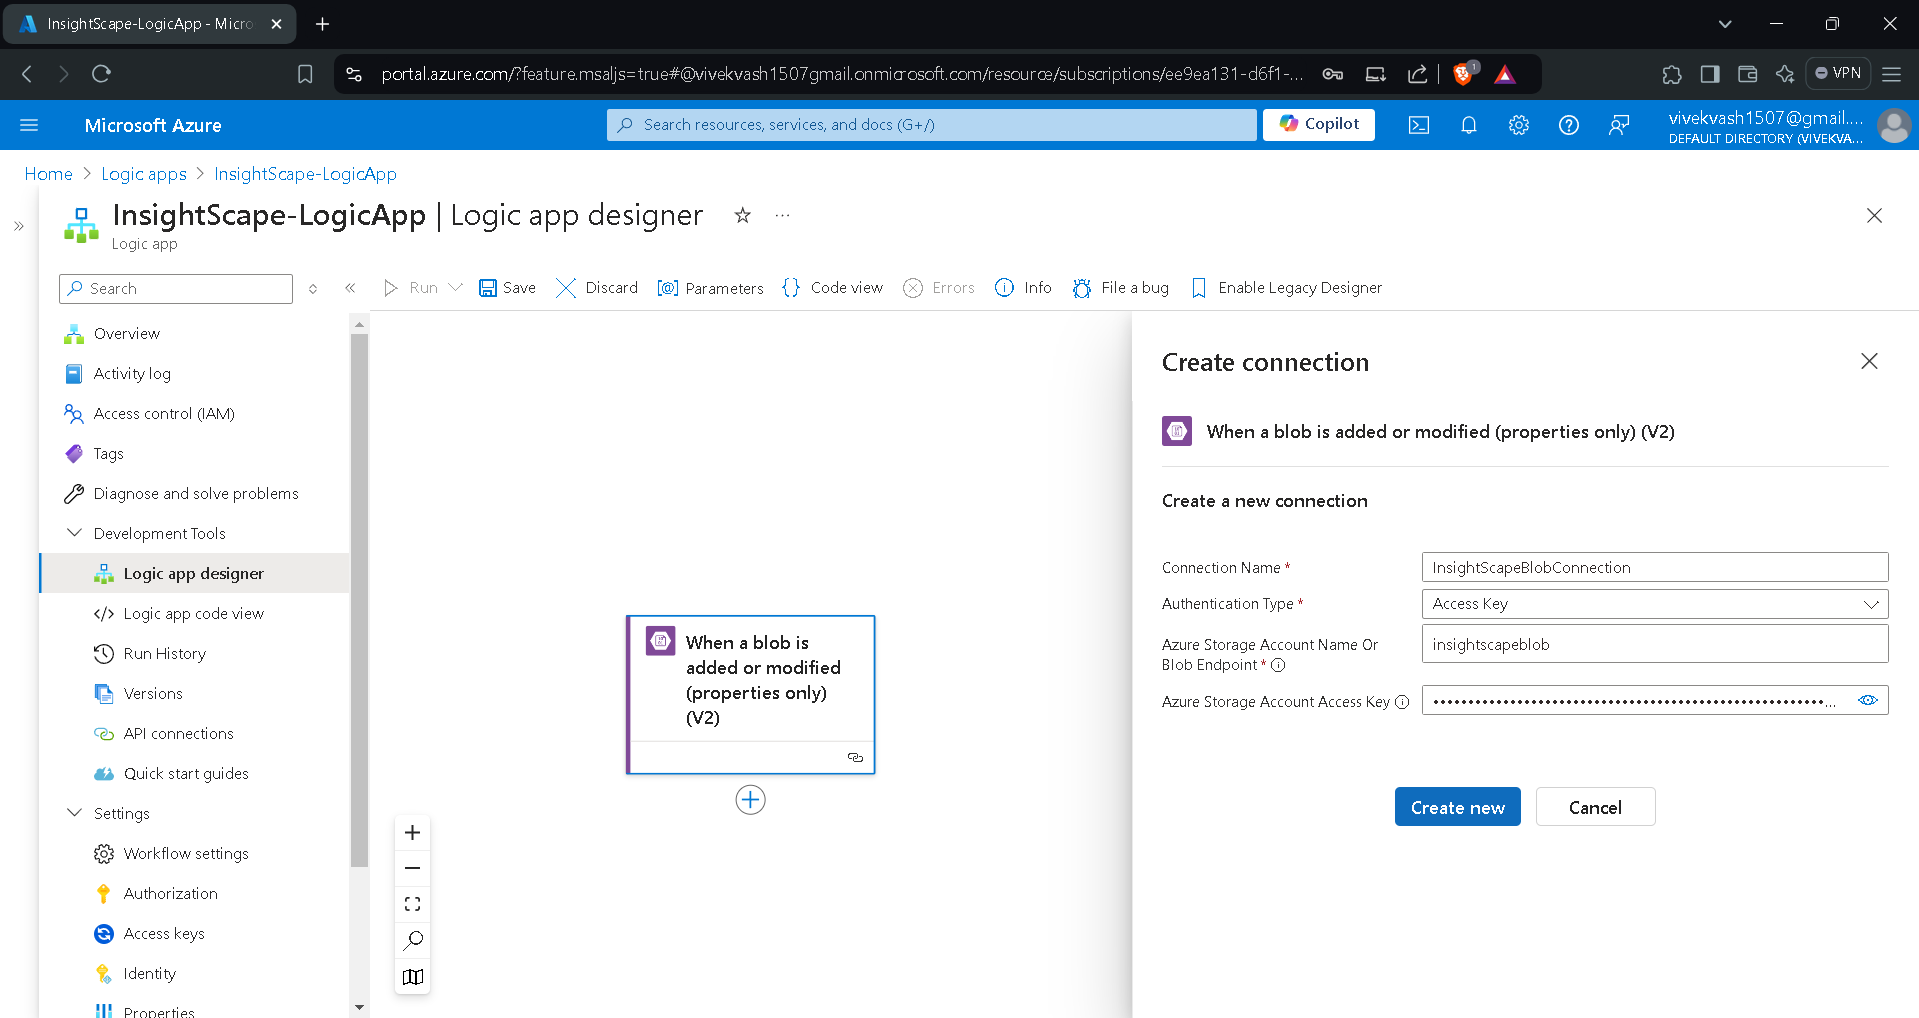 InsightScape-LogicApp - Micro
portal.azure.com/?feature.msaljs=true#@vivekvash1507gmail.onmicrosoft.com/resource/subscriptions/ee9ea131-d6f1-...
1
VPN
Microsoft Azure
Search resources, services, and docs (G+/)
Copilot
vivekvash1507@gmail....
DEFAULT DIRECTORY (VIVEKVA...
Home > Logic apps > InsightScape-LogicApp
InsightScape-LogicApp | Logic app designer
Logic app
Search
Run
Save
Discard
Parameters
Code view
Errors
Info
File a bug
Enable Legacy Designer
Overview
Activity log
Access control (IAM)
Tags
Diagnose and solve problems
Development Tools
Logic app designer
Logic app code view
Run History
Versions
API connections
Quick start guides
Settings
Workflow settings
Authorization
Access keys
Identity
Properties
When a blob is
added or modified
(properties only)
(V2)
Create connection
When a blob is added or modified (properties only) (V2)
Create a new connection
Connection Name *
InsightScapeBlobConnection
Authentication Type *
Access Key
Azure Storage Account Name Or
Blob Endpoint *
insightscapeblob
Azure Storage Account Access Key
Create new
Cancel